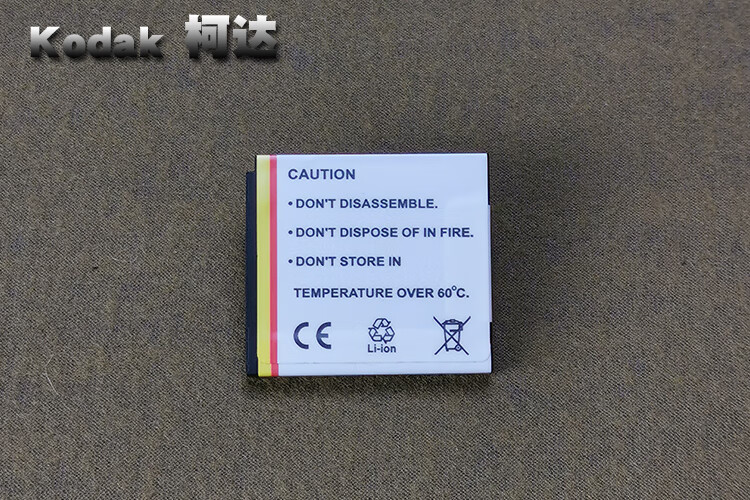 Kodak 柯达
CAUTION
•DON'T DISASSEMBLE.
•DON'T DISPOSE OF IN FIRE.
•DON'T STORE IN
TEMPERATURE OVER 60°C.
CE
Li-ion